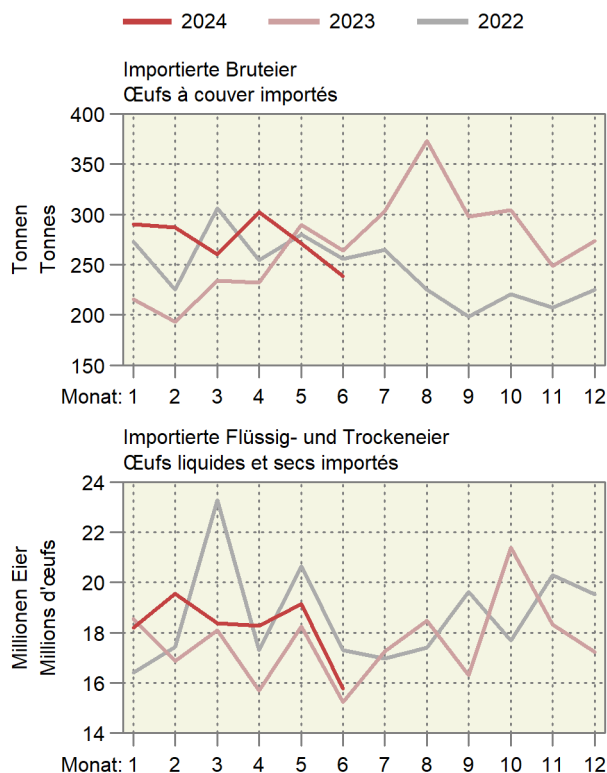 2024 2023 2022
Importierte Bruteier
Œufs à couver importés
400
350
300
250
200
150
Tonnen
Tonnes
Monat: 1 2 3 4 5 6 7 8 9 10 11 12
Importierte Flüssig- und Trockeneier
Œufs liquides et secs importés
24
22
20
18
16
14
Millionen Eier
Millions d'œufs
Monat: 1 2 3 4 5 6 7 8 9 10 11 12